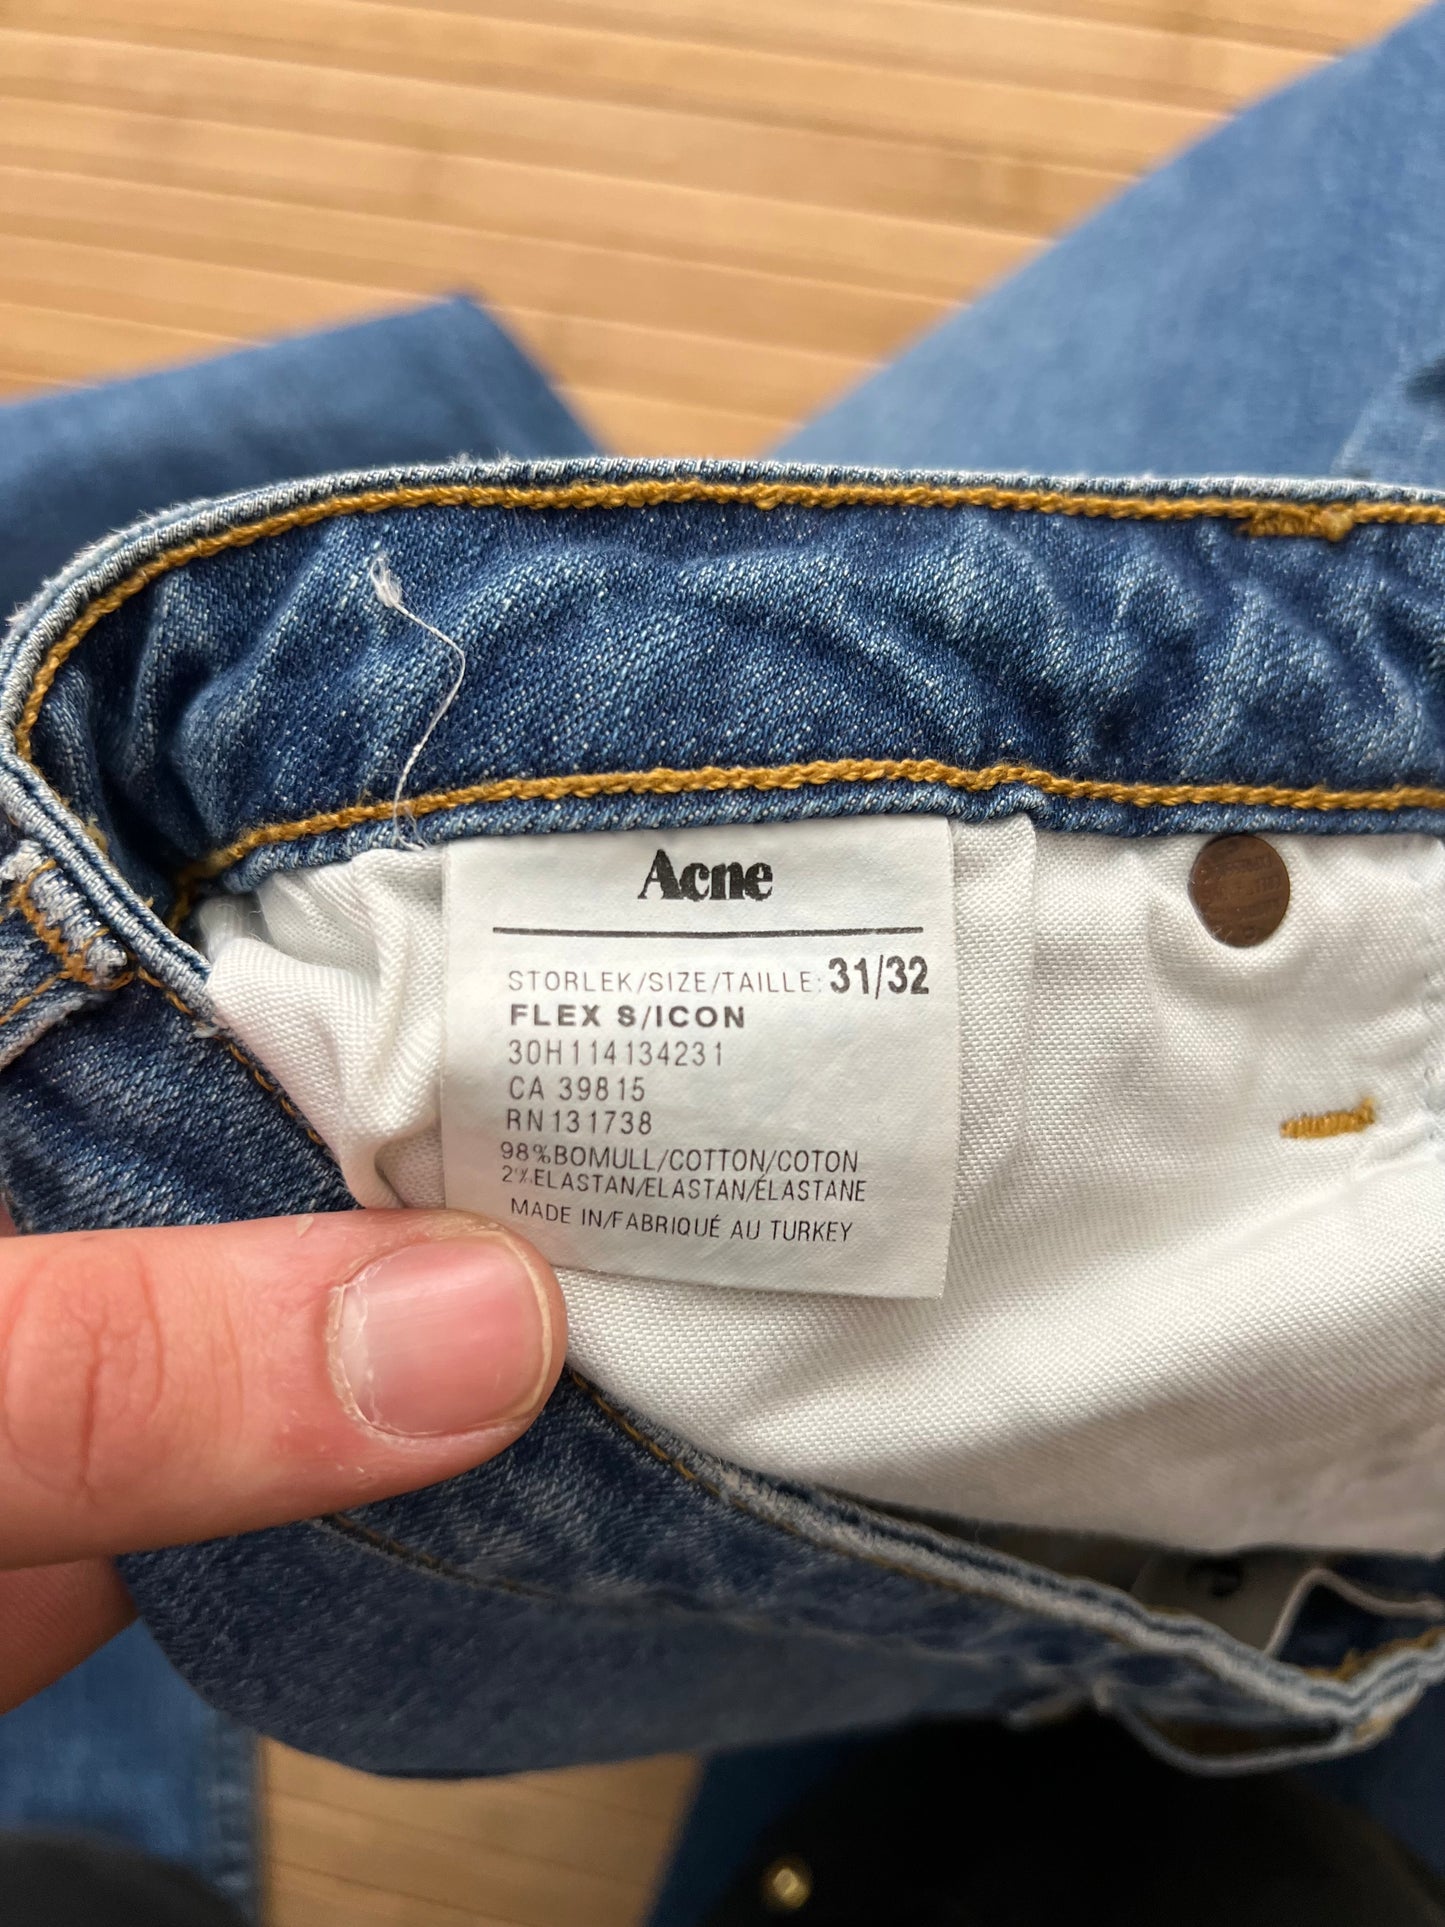 Acne
STORLEK/SIZE/TAILLE: 31/32
FLEX S/ICON
30H114134231
CA 39815
RN131738
98%BOMULL/COTTON/COTON
2%ELASTAN/ELASTAN/ÉLASTANE
MADE IN/FABRIQUÉ AU TURKEY